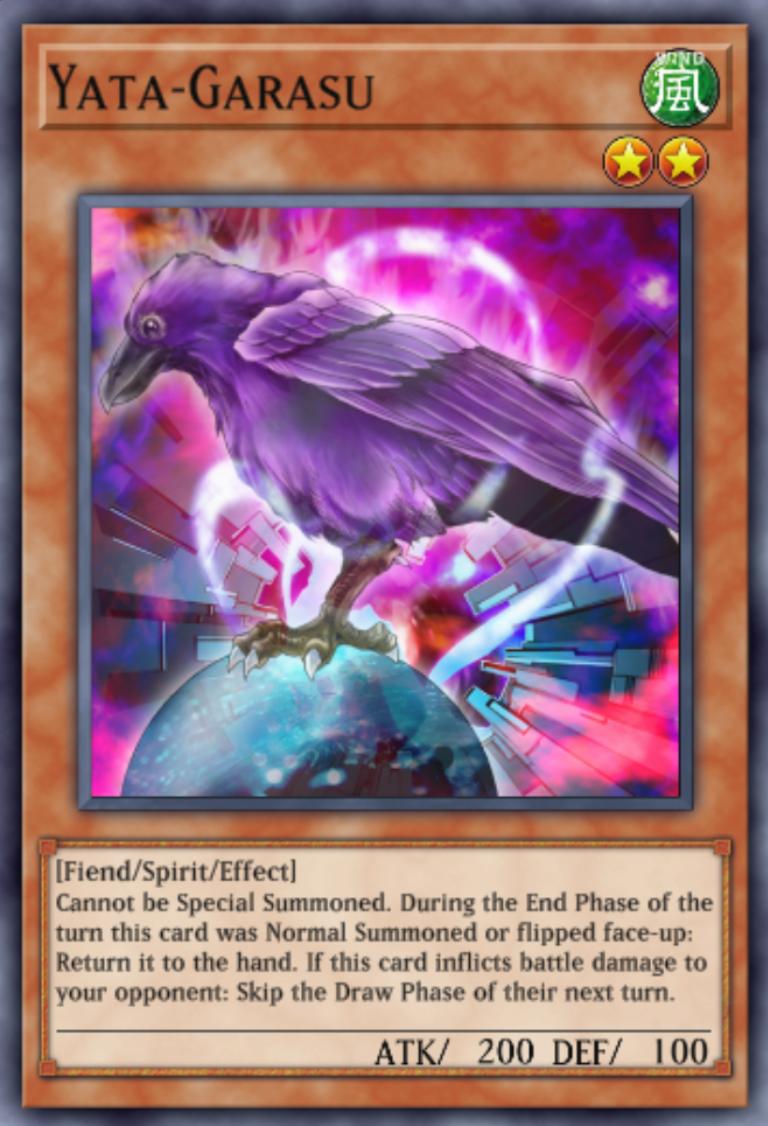 Yata-Garasu
WIND
風
[Fiend/Spirit/Effect]
Cannot be Special Summoned. During the End Phase of the
turn this card was Normal Summoned or flipped face-up:
Return it to the hand. If this card inflicts battle damage to
your opponent: Skip the Draw Phase of their next turn.
ATK/ 200 DEF/ 100